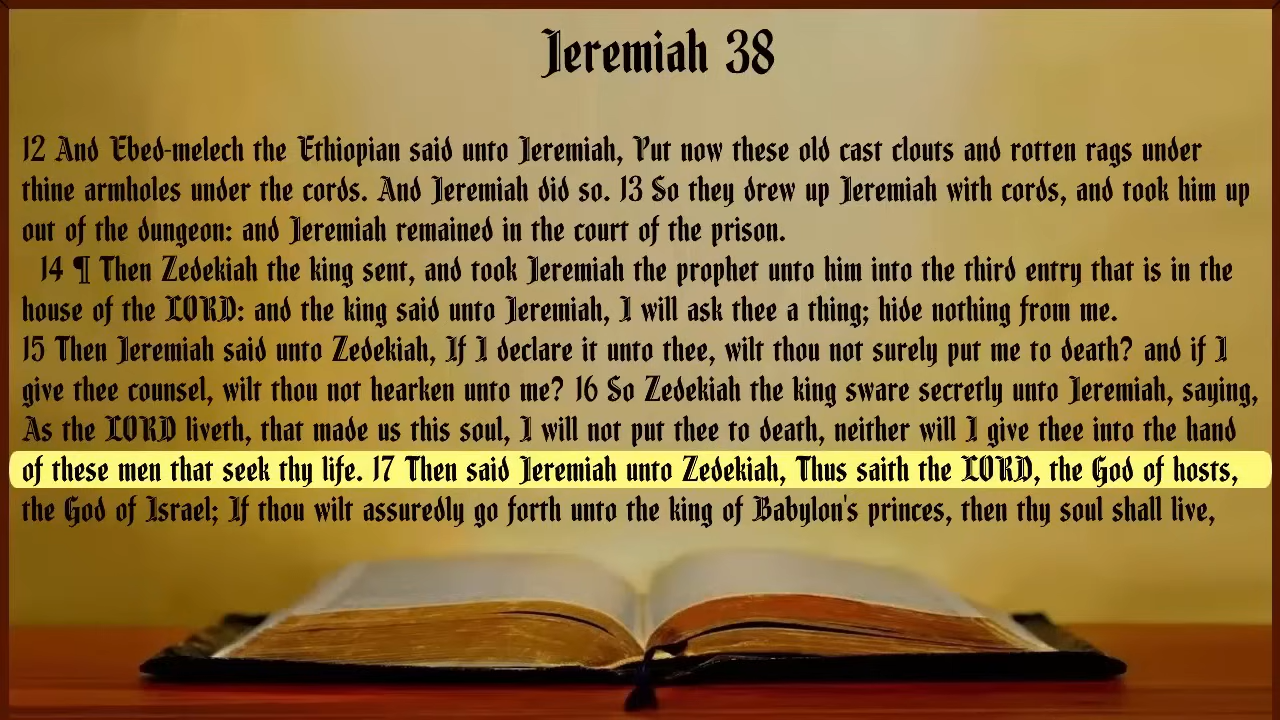 Jeremiah 38
12 And Ebed-melech the Ethiopian said unto Jeremiah, Put now these old cast clouts and rotten rags under
thine armholes under the cords. And Jeremiah did so. 13 So they drew up Jeremiah with cords, and took him up
out of the dungeon: and Jeremiah remained in the court of the prison.
14 ¶ Then Zedekiah the king sent, and took Jeremiah the prophet unto him into the third entry that is in the
house of the LORD: and the king said unto Jeremiah, I will ask thee a thing; hide nothing from me.
15 Then Jeremiah said unto Zedekiah, If I declare it unto thee, wilt thou not surely put me to death? and if I
give thee counsel, wilt thou not hearken unto me? 16 So Zedekiah the king sware secretly unto Jeremiah, saying,
As the LORD liveth, that made us this soul, I will not put thee to death, neither will I give thee into the hand
of these men that seek thy life. 17 Then said Jeremiah unto Zedekiah, Thus saith the LORD, the God of hosts,
the God of Israel; If thou wilt assuredly go forth unto the king of Babylon's princes, then thy soul shall live,